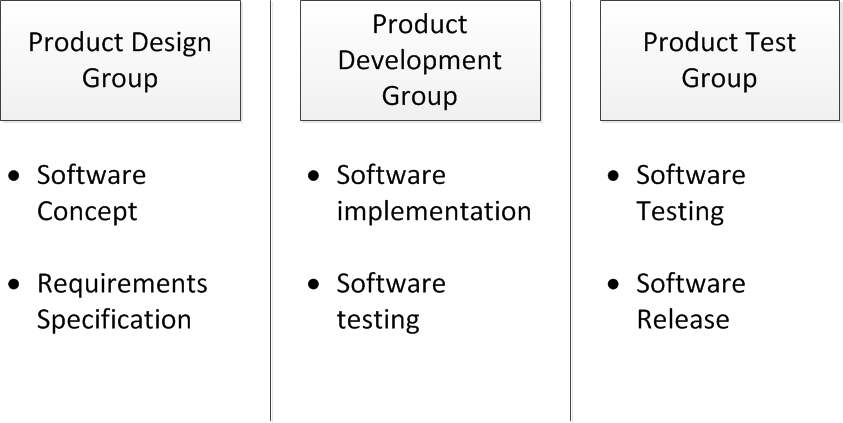 Product Design
Group
• Software
Concept
• Requirements
Specification
Product
Development
Group
• Software
implementation
• Software
testing
Product Test
Group
• Software
Testing
• Software
Release